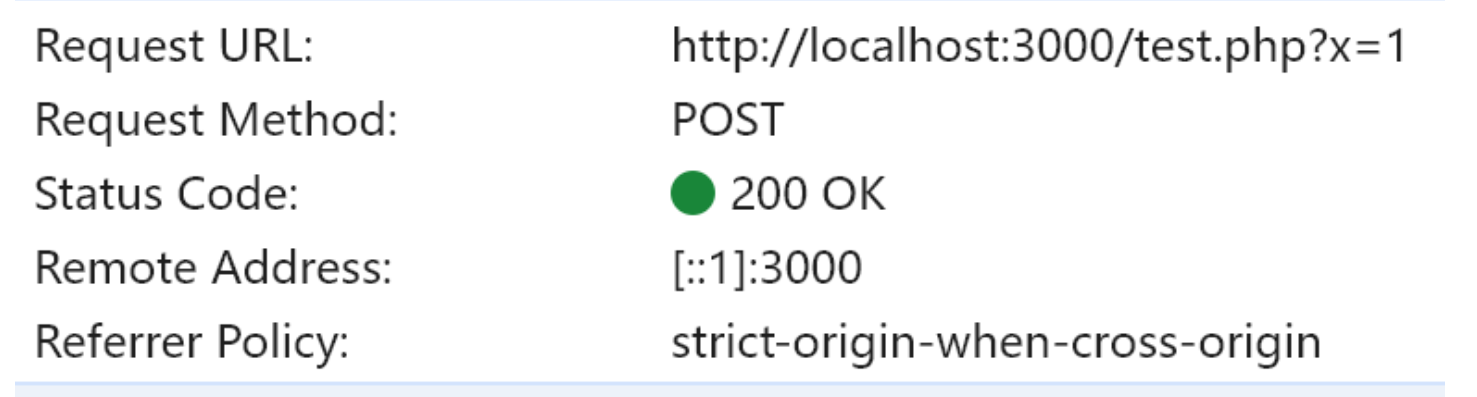 Request URL: http://localhost:3000/test.php?x=1
Request Method: POST
Status Code: 200 OK
Remote Address: [::1]:3000
Referrer Policy: strict-origin-when-cross-origin